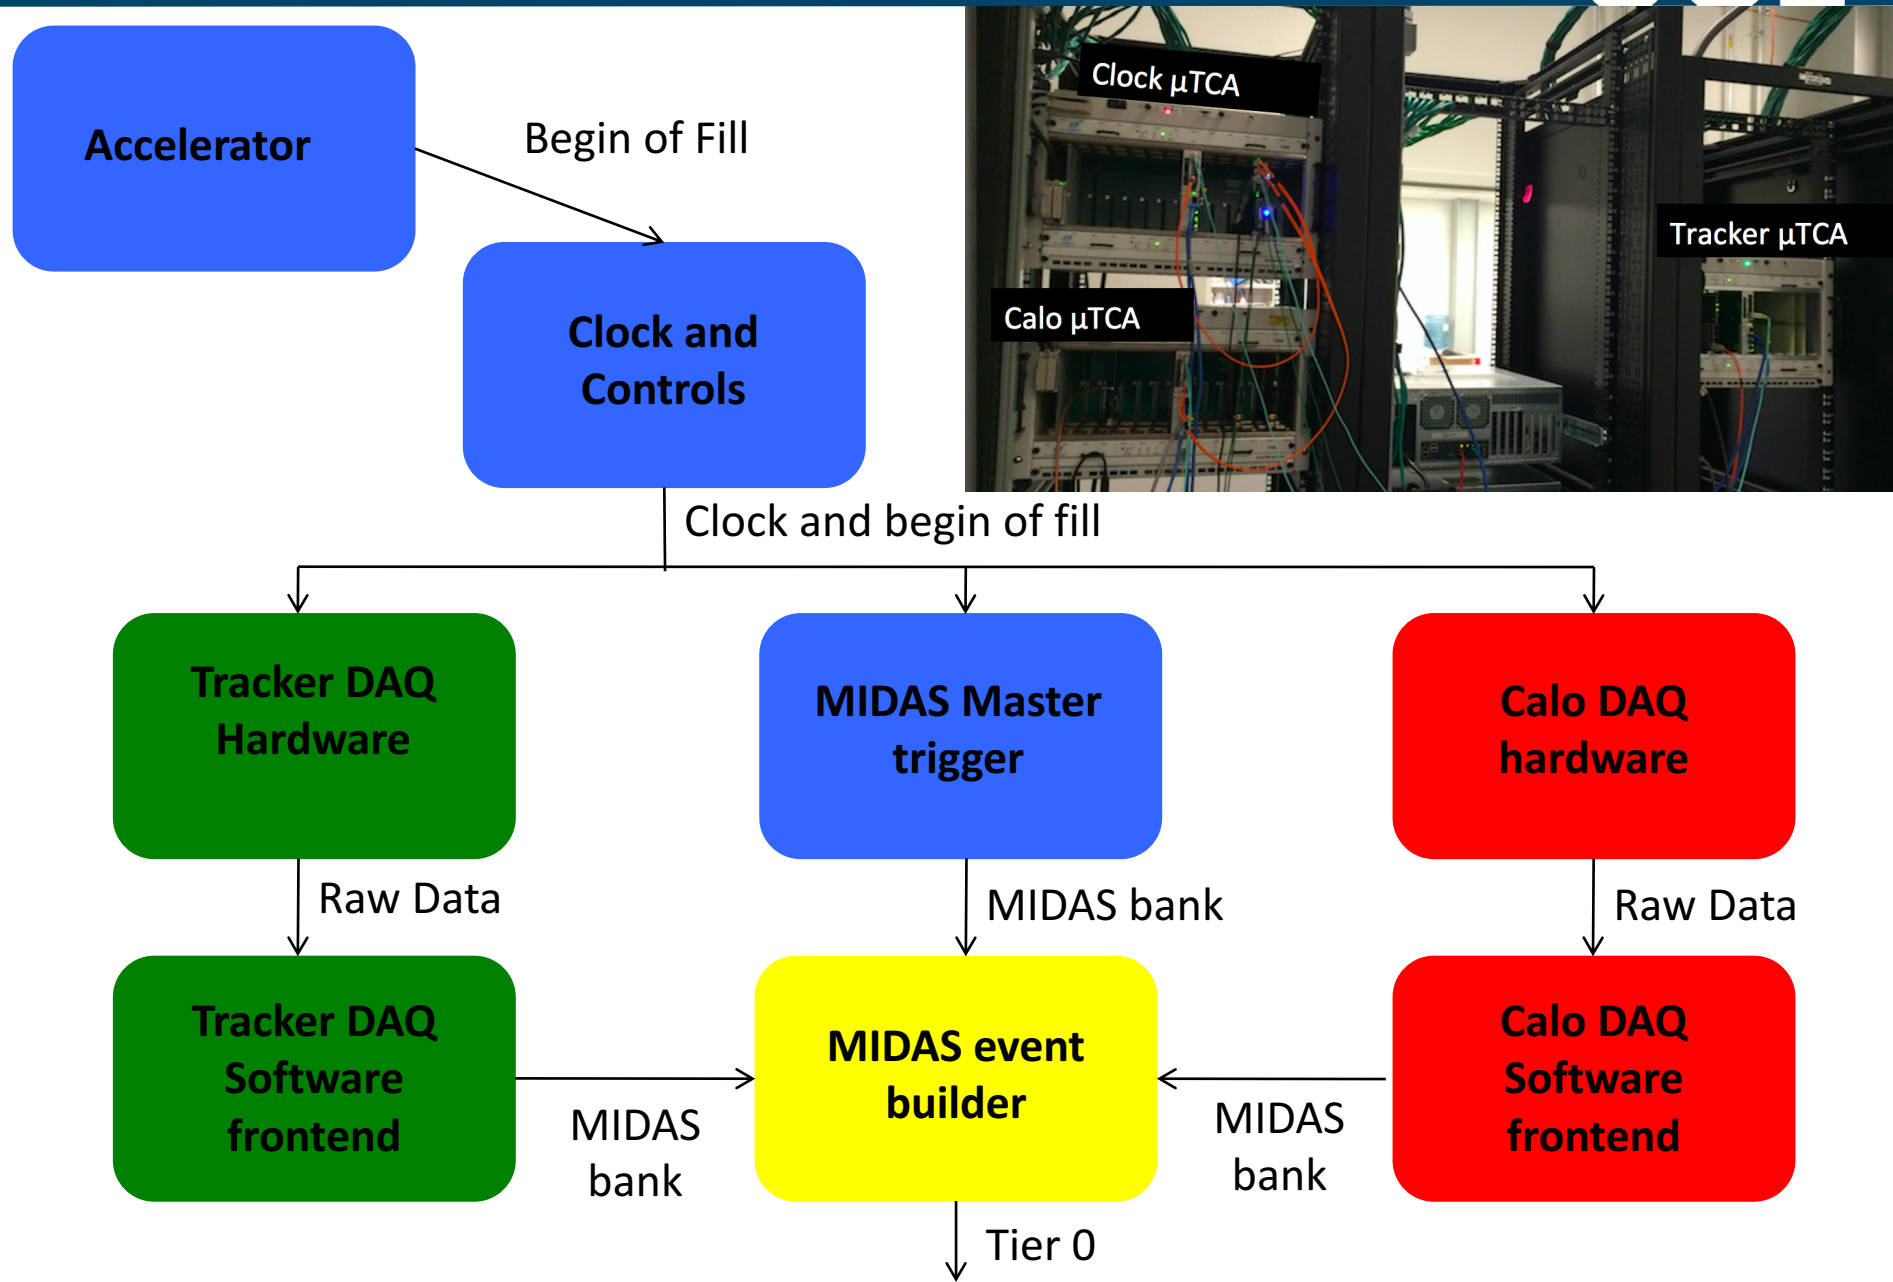 Accelerator
Begin of Fill
Clock µTCA
Tracker µTCA
Calo µTCA
Clock and
Controls
Clock and begin of fill
Tracker DAQ
Hardware
MIDAS Master
trigger
Calo DAQ
hardware
Raw Data
MIDAS bank
Raw Data
Tracker DAQ
Software
frontend
MIDAS
bank
MIDAS event
builder
MIDAS
bank
Calo DAQ
Software
frontend
Tier 0